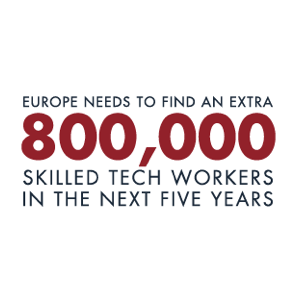 EUROPE NEEDS TO FIND AN EXTRA
800,000
SKILLED TECH WORKERS
IN THE NEXT FIVE YEARS